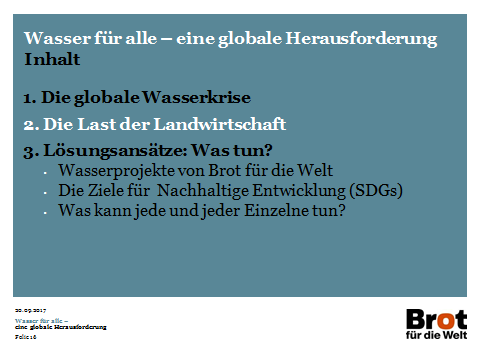 Wasser für alle – eine globale Herausforderung
Inhalt
1. Die globale Wasserkrise
2. Die Last der Landwirtschaft
3. Lösungsansätze: Was tun?
• Wasserprojekte von Brot für die Welt
• Die Ziele für Nachhaltige Entwicklung (SDGs)
• Was kann jede und jeder Einzelne tun?
20.09.2017
Wasser für alle –
eine globale Herausforderung
Folie 16
Brot
für die Welt